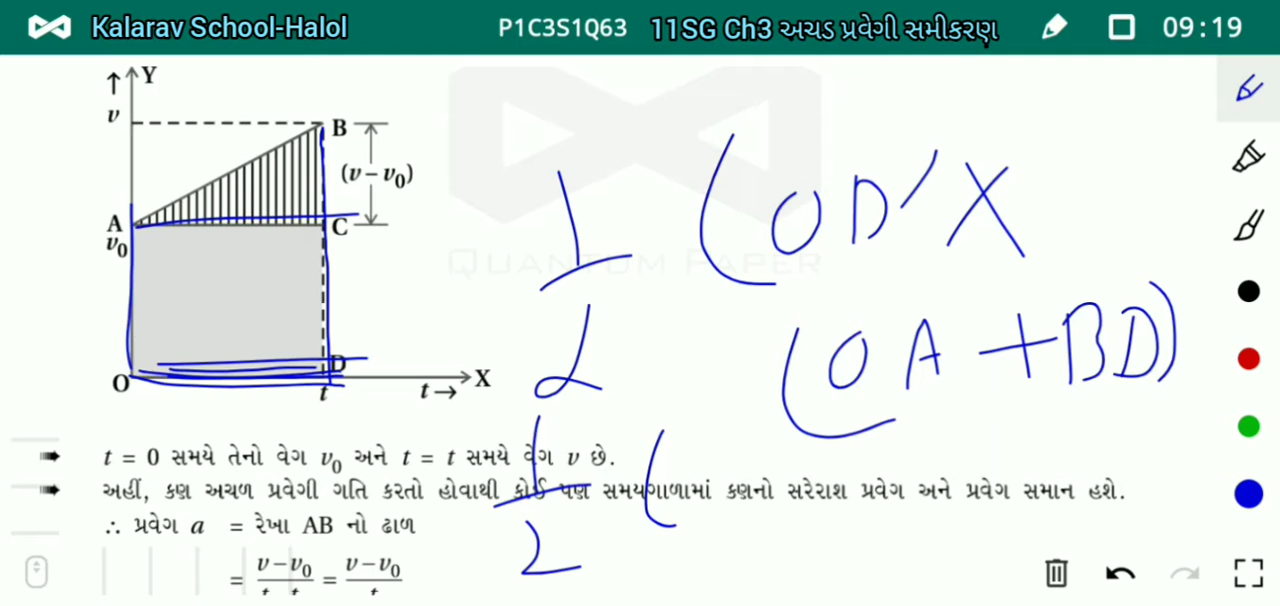 Kalarav School-Halol
P1C3S1Q63 11SG Ch3 અચડ પ્રવેગી સમીકરણ
09:19
↑ Y
v
B
(v – v₀)
A
C
v₀
D
O
t
t →
X
QUANTUM PAPER
1
2
(OD) X
(OA + BD)
1
2
(
➡ t = 0 સમયે તેનો વેગ v₀ અને t = t સમયે વેગ v છે.
➡ અહીં, કણ અચળ પ્રવેગી ગતિ કરતો હોવાથી કોઈ પણ સમયગાળામાં કણનો સરેરાશ પ્રવેગ અને પ્રવેગ સમાન હશે.
∴ પ્રવેગ a = રેખા AB નો ઢાળ
= v – v₀ / t = v – v₀ / t